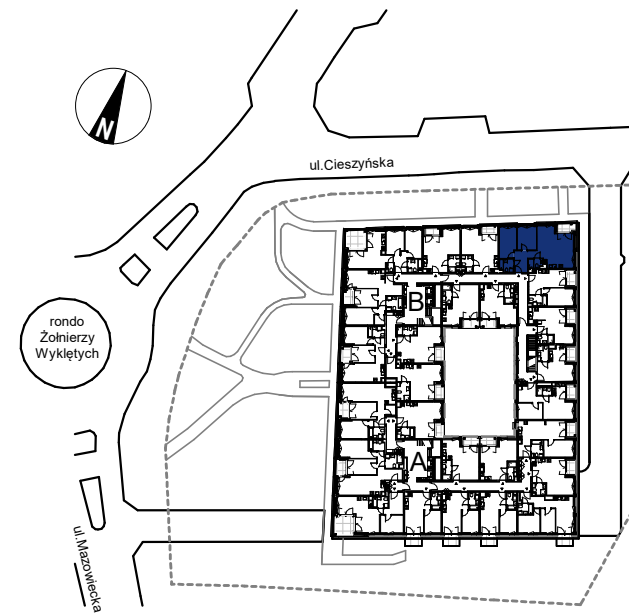 N
ul.Cieszyńska
B
rondo
Żołnierzy
Wyklętych
A
ul.Mazowiecka